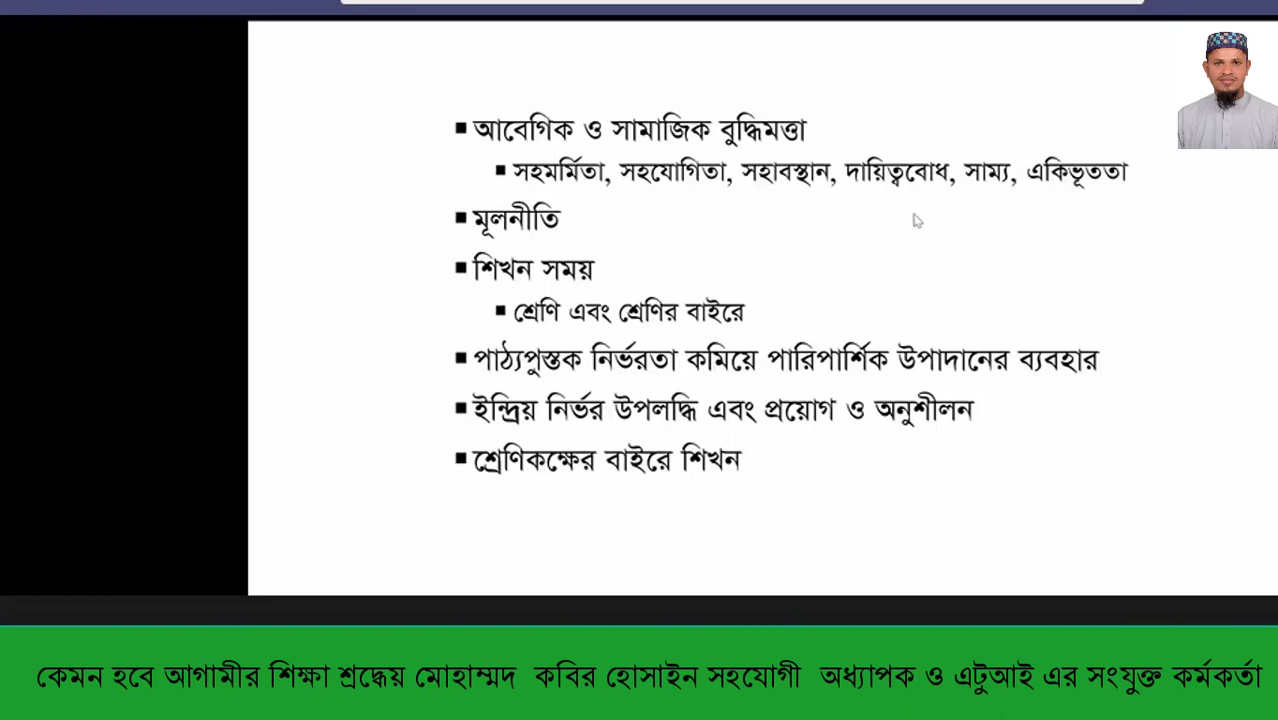 আবেগিক ও সামাজিক বুদ্ধিমত্তা
সহমর্মিতা, সহযোগিতা, সহাবস্থান, দায়িত্ববোধ, সাম্য, একিভূততা
মূলনীতি
শিখন সময়
শ্রেণি এবং শ্রেণির বাইরে
পাঠ্যপুস্তক নির্ভরতা কমিয়ে পারিপার্শিক উপাদানের ব্যবহার
ইন্দ্রিয় নির্ভর উপলদ্ধি এবং প্রয়োগ ও অনুশীলন
শ্রেণিকক্ষের বাইরে শিখন
কেমন হবে আগামীর শিক্ষা শ্রদ্ধেয় মোহাম্মদ কবির হোসাইন সহযোগী অধ্যাপক ও এটুআই এর সংযুক্ত কর্মকর্তা